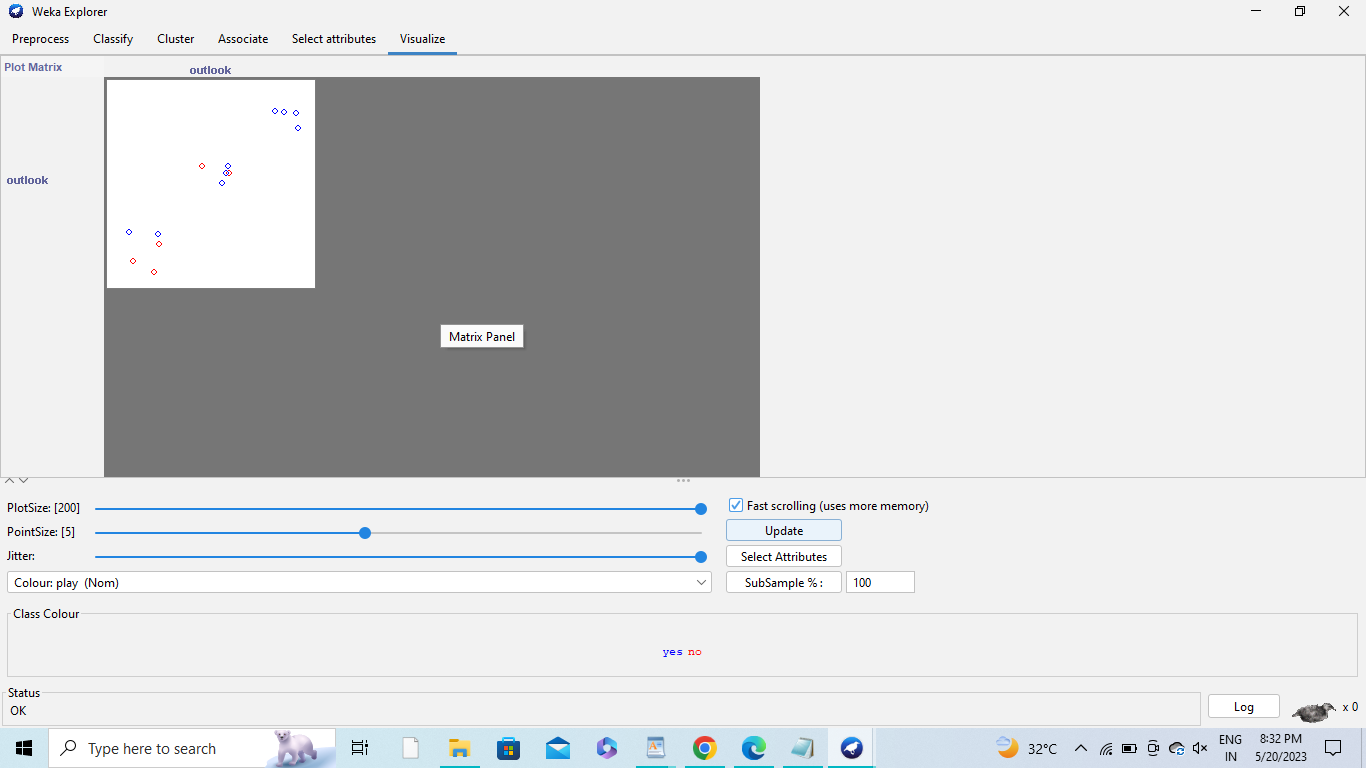 Weka Explorer
Preprocess Classify Cluster Associate Select attributes Visualize
Plot Matrix
outlook
outlook
Matrix Panel
PlotSize: [200]
Fast scrolling (uses more memory)
PointSize: [5]
Update
Jitter:
Select Attributes
Colour: play (Nom)
SubSample % :
100
Class Colour
yes no
Status
OK
Log
x 0
Type here to search
32°C
ENG
IN
8:32 PM
5/20/2023